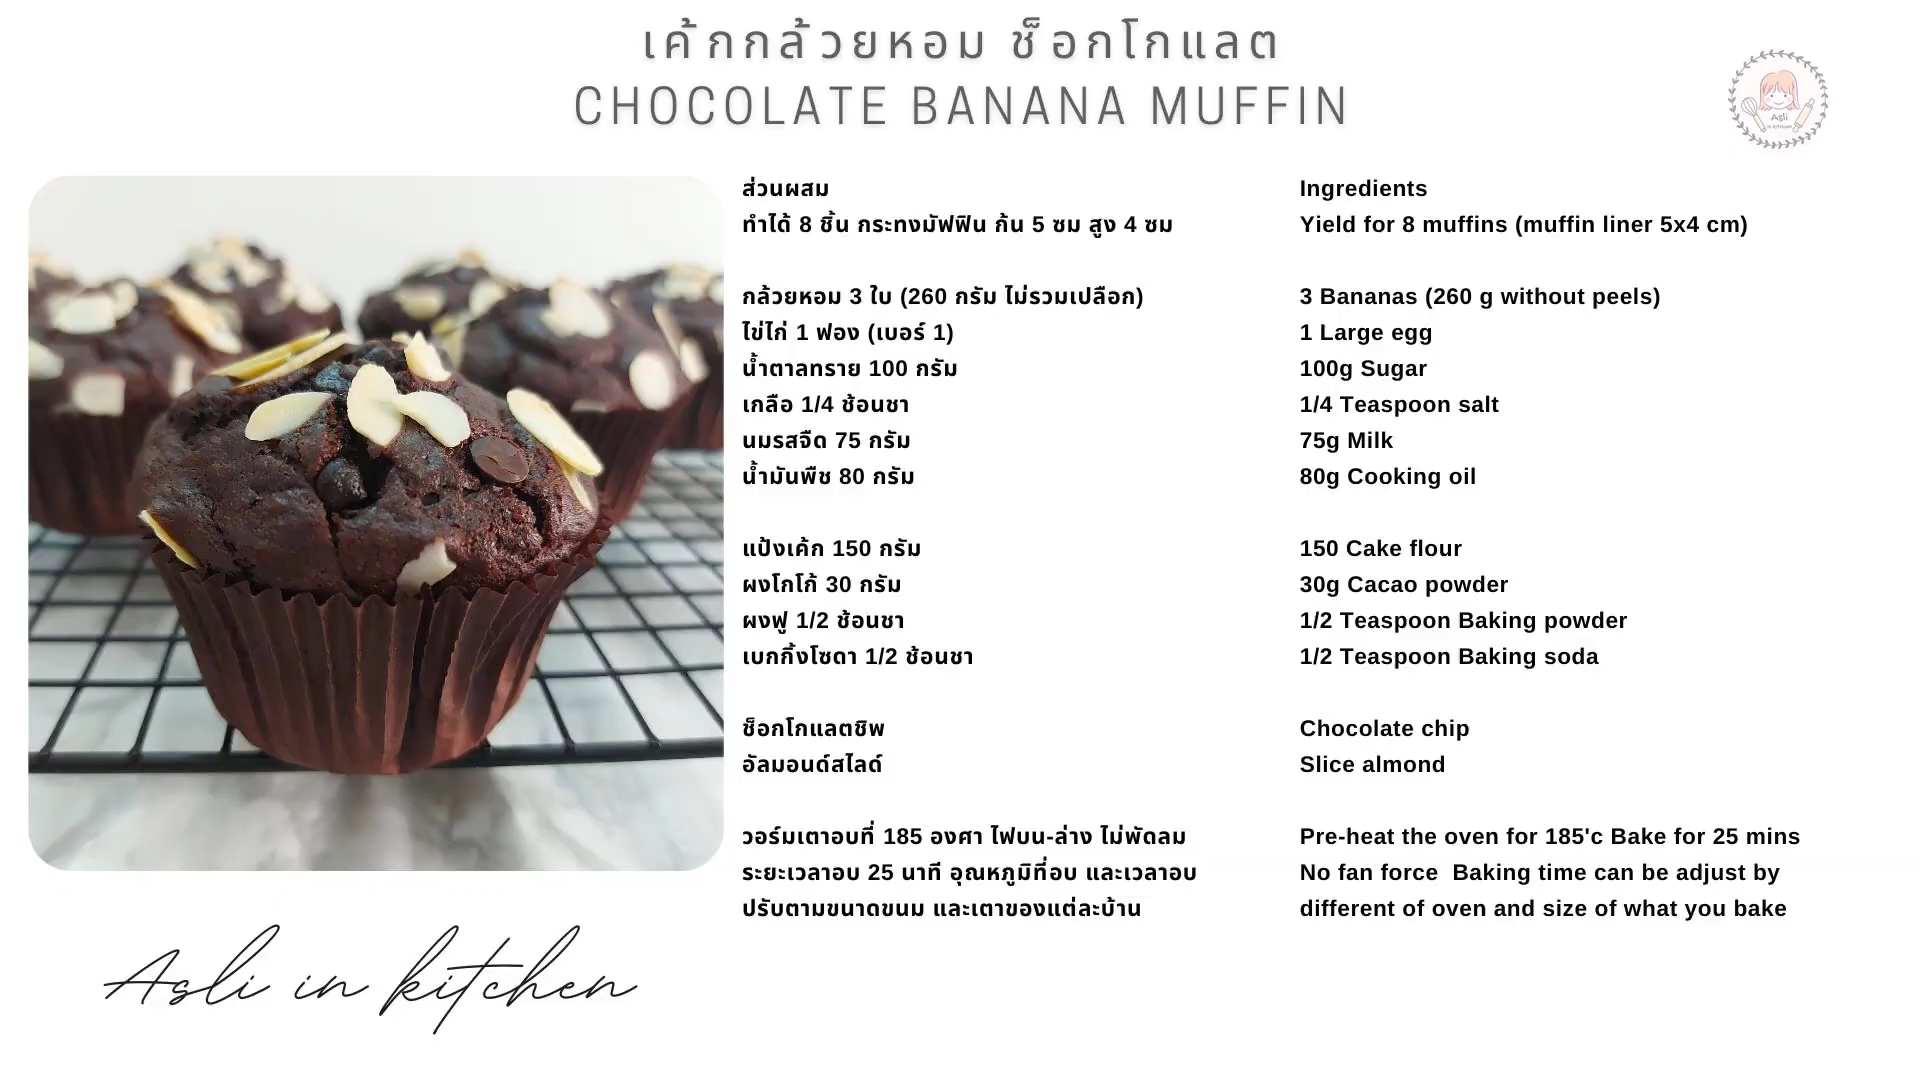 เค้กกล้วยหอม ช็อกโกแลต
CHOCOLATE BANANA MUFFIN
Asli
in kitchen
ส่วนผสม
ทำได้ 8 ชิ้น กระทงมัฟฟิน ก้น 5 ซม สูง 4 ซม
กล้วยหอม 3 ใบ (260 กรัม ไม่รวมเปลือก)
ไข่ไก่ 1 ฟอง (เบอร์ 1)
น้ำตาลทราย 100 กรัม
เกลือ 1/4 ช้อนชา
นมรสจืด 75 กรัม
น้ำมันพืช 80 กรัม
แป้งเค้ก 150 กรัม
ผงโกโก้ 30 กรัม
ผงฟู 1/2 ช้อนชา
เบกกิ้งโซดา 1/2 ช้อนชา
ช็อกโกแลตชิพ
อัลมอนด์สไลด์
วอร์มเตาอบที่ 185 องศา ไฟบน-ล่าง ไม่พัดลม
ระยะเวลาอบ 25 นาที อุณหภูมิที่อบ และเวลาอบ
ปรับตามขนาดขนม และเตาของแต่ละบ้าน
Ingredients
Yield for 8 muffins (muffin liner 5x4 cm)
3 Bananas (260 g without peels)
1 Large egg
100g Sugar
1/4 Teaspoon salt
75g Milk
80g Cooking oil
150 Cake flour
30g Cacao powder
1/2 Teaspoon Baking powder
1/2 Teaspoon Baking soda
Chocolate chip
Slice almond
Pre-heat the oven for 185'c Bake for 25 mins
No fan force  Baking time can be adjust by
different of oven and size of what you bake
Asli in kitchen